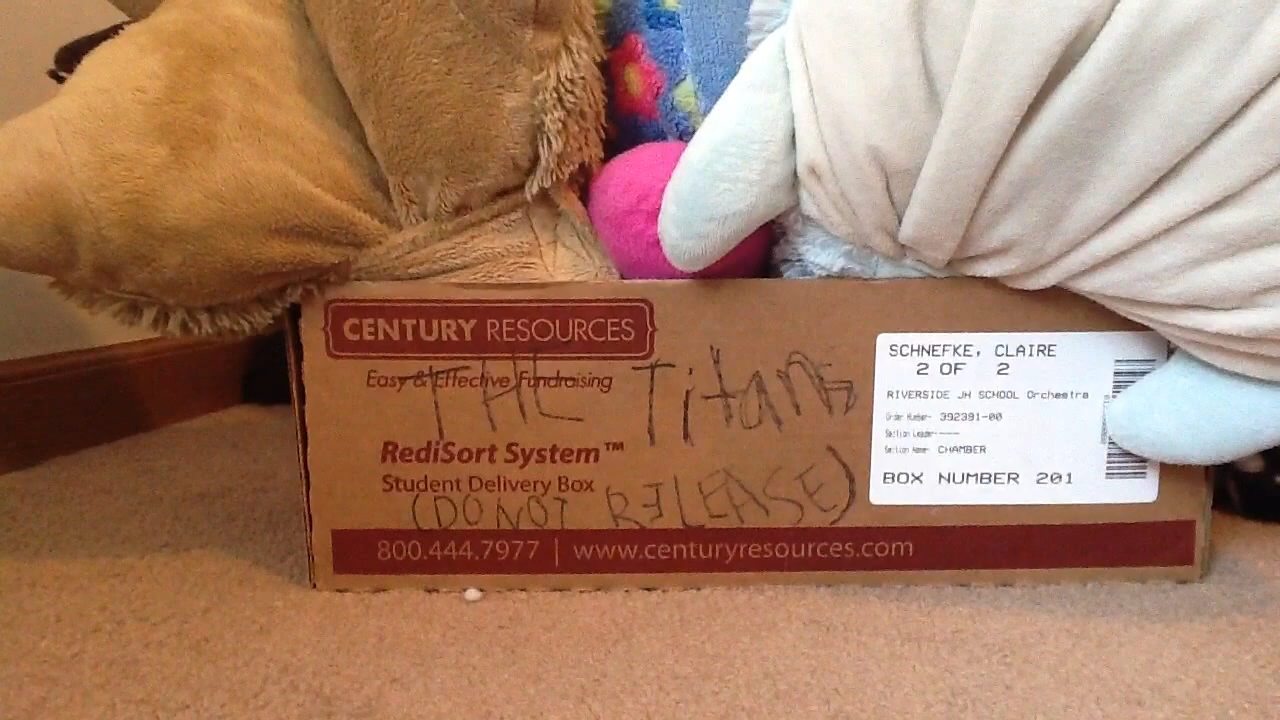 CENTURY RESOURCES
Easy & Effective Fundraising
THE Titans
RediSort System™
Student Delivery Box
(DO NOT RELEASE)
800.444.7977 | www.centuryresources.com
SCHNEFKE, CLAIRE
2 OF 2
RIVERSIDE JH SCHOOL Orchestra
Order Number- 392391-00
Section Leader-----
Section Name- CHAMBER
BOX NUMBER 201